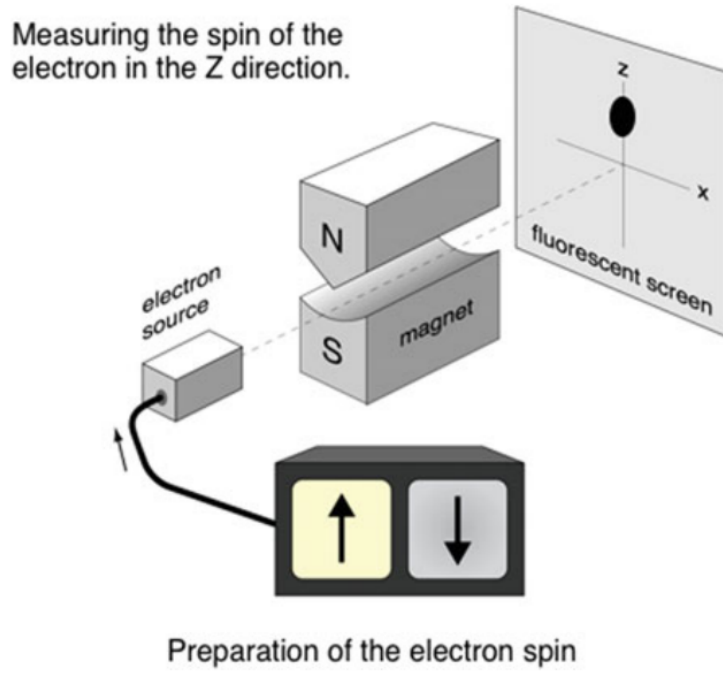 Measuring the spin of the
electron in the Z direction.
z
x
fluorescent screen
N
electron
source
magnet
S
Preparation of the electron spin